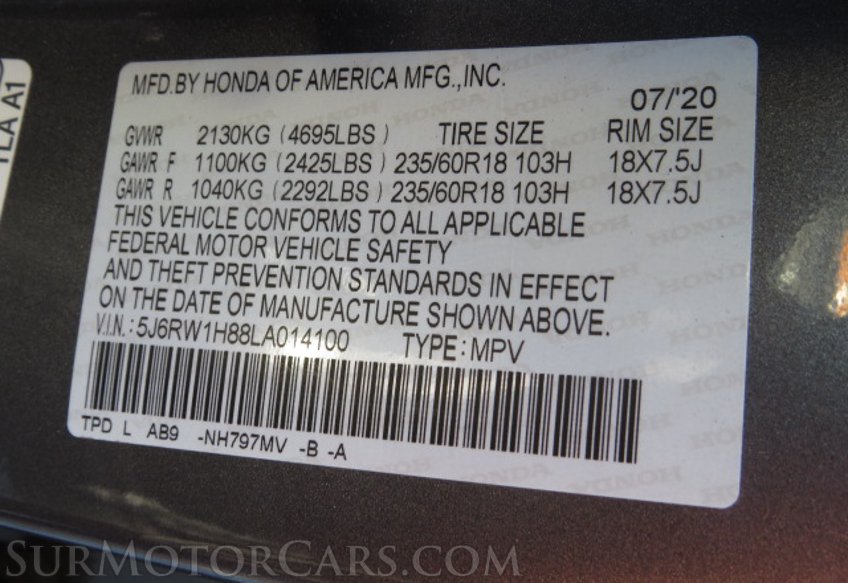 TLA A1
MFD.BY HONDA OF AMERICA MFG.,INC.
07/'20
GVWR 2130KG (4695LBS) TIRE SIZE RIM SIZE
GAWR F 1100KG (2425LBS) 235/60R18 103H 18X7.5J
GAWR R 1040KG (2292LBS) 235/60R18 103H 18X7.5J
THIS VEHICLE CONFORMS TO ALL APPLICABLE
FEDERAL MOTOR VEHICLE SAFETY
AND THEFT PREVENTION STANDARDS IN EFFECT
ON THE DATE OF MANUFACTURE SHOWN ABOVE.
V.I.N.: 5J6RW1H88LA014100 TYPE: MPV
TPD L AB9 -NH797MV -B -A
SurMotorCars.com